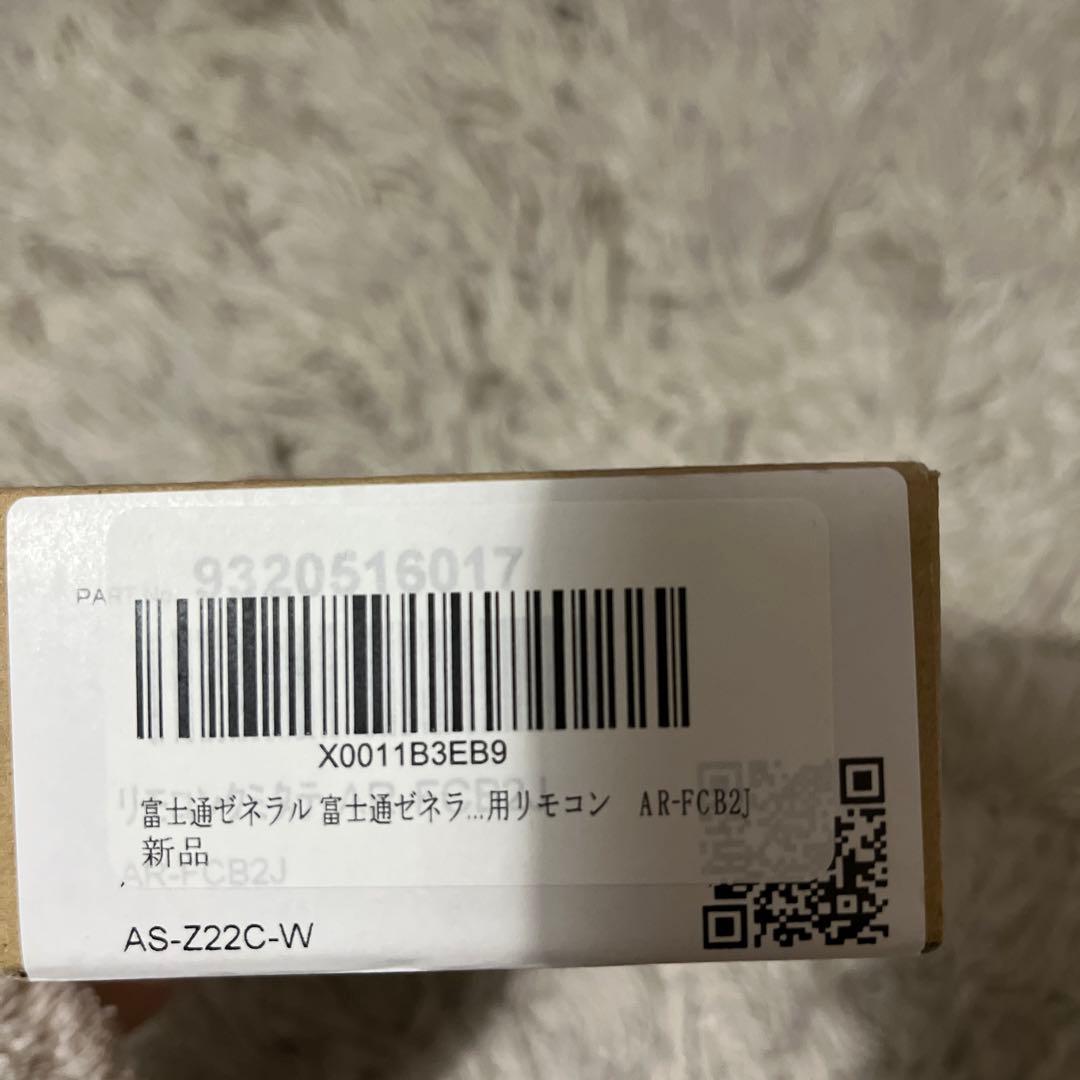 PART No. 9320516017
X0011B3EB9
富士通ゼネラル 富士通ゼネラ...用リモコン　AR-FCB2J
新品
AR-FCB2J
AS-Z22C-W